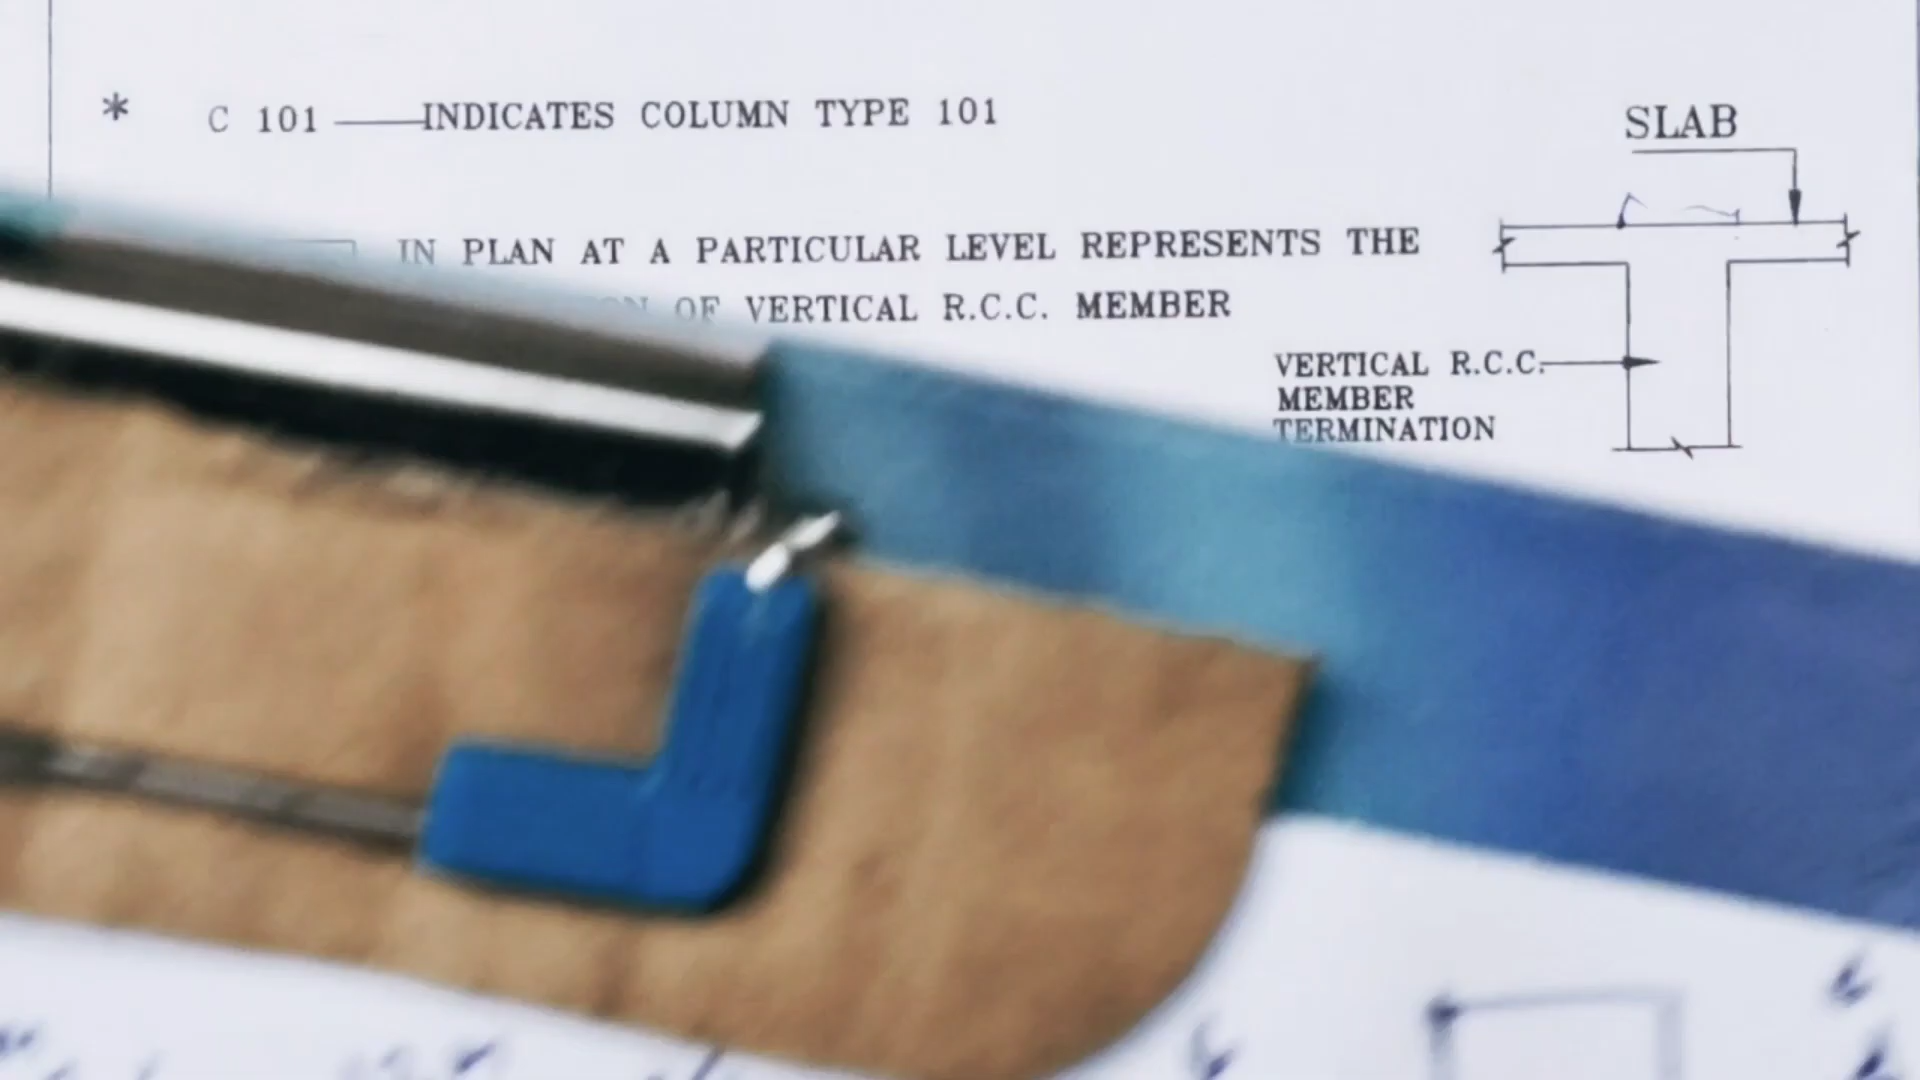 * C 101 INDICATES COLUMN TYPE 101
SLAB
IN PLAN AT A PARTICULAR LEVEL REPRESENTS THE
OF VERTICAL R.C.C. MEMBER
VERTICAL R.C.C.
MEMBER
TERMINATION